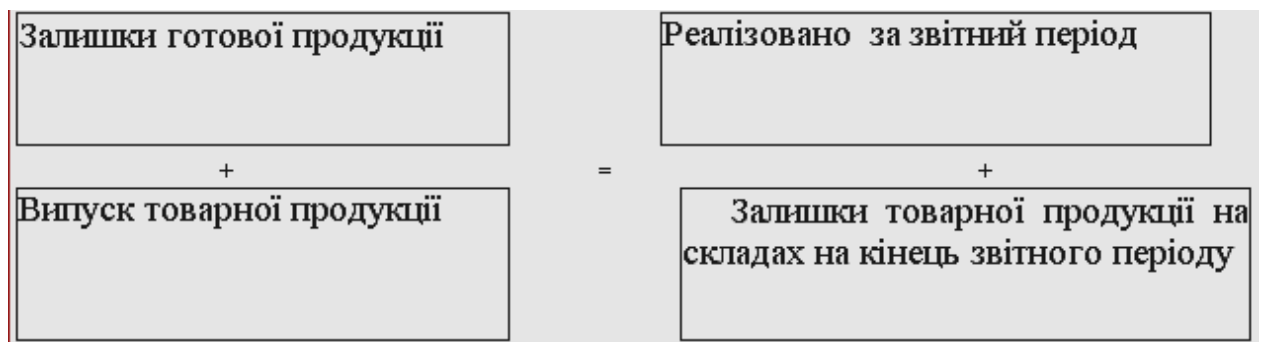 Залишки готової продукції
Реалізовано за звітний період
+ = +
Випуск товарної продукції
Залишки товарної продукції на
складах на кінець звітного періоду